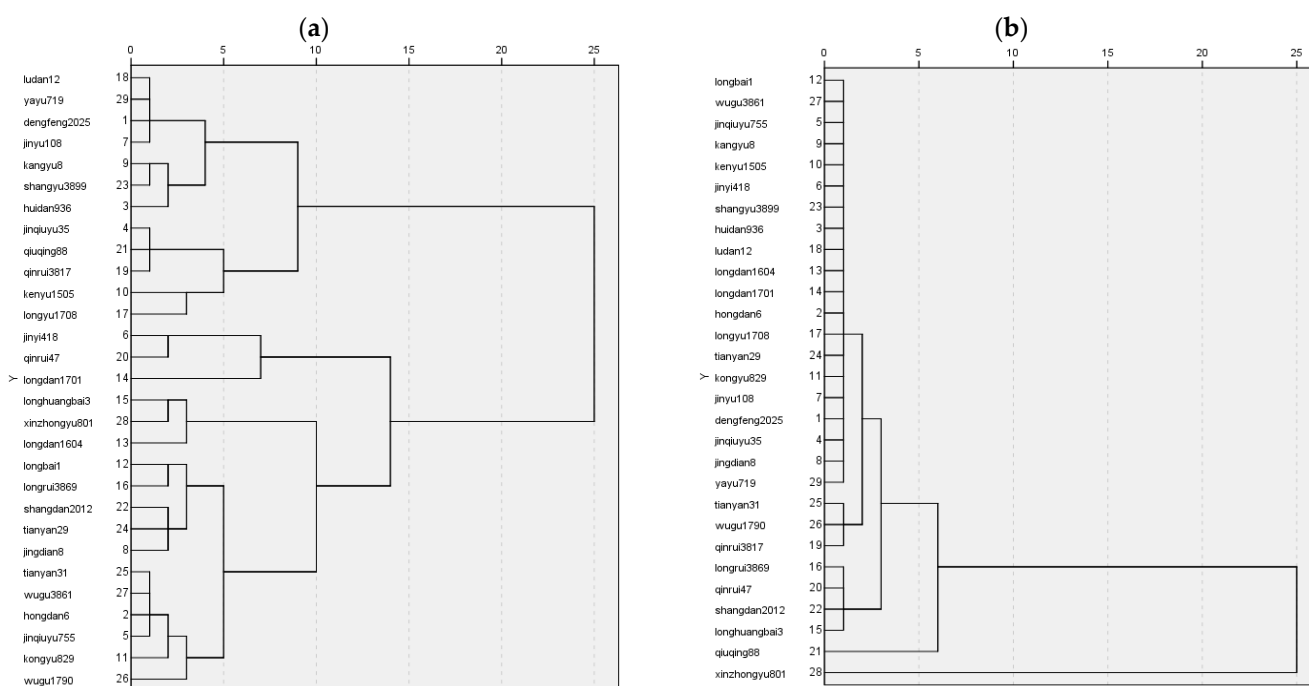 (a)
0 5 10 15 20 25
ludan12 18
yayu719 29
dengfeng2025 1
jinyu108 7
kangyu8 9
shangyu3899 23
huidan936 3
jinqiuyu35 4
qiuqing88 21
qinrui3817 19
kenyu1505 10
longyu1708 17
jinyi418 6
qinrui47 20
Y longdan1701 14
longhuangbai3 15
xinzhongyu801 28
longdan1604 13
longbai1 12
longrui3869 16
shangdan2012 22
tianyan29 24
jingdian8 8
tianyan31 25
wugu3861 27
hongdan6 2
jinqiuyu755 5
kongyu829 11
wugu1790 26
(b)
0 5 10 15 20 25
longbai1 12
wugu3861 27
jinqiuyu755 5
kangyu8 9
kenyu1505 10
jinyi418 6
shangyu3899 23
huidan936 3
ludan12 18
longdan1604 13
longdan1701 14
hongdan6 2
longyu1708 17
tianyan29 24
Y kongyu829 11
jinyu108 7
dengfeng2025 1
jinqiuyu35 4
jingdian8 8
yayu719 29
tianyan31 25
wugu1790 26
qinrui3817 19
longrui3869 16
qinrui47 20
shangdan2012 22
longhuangbai3 15
qiuqing88 21
xinzhongyu801 28